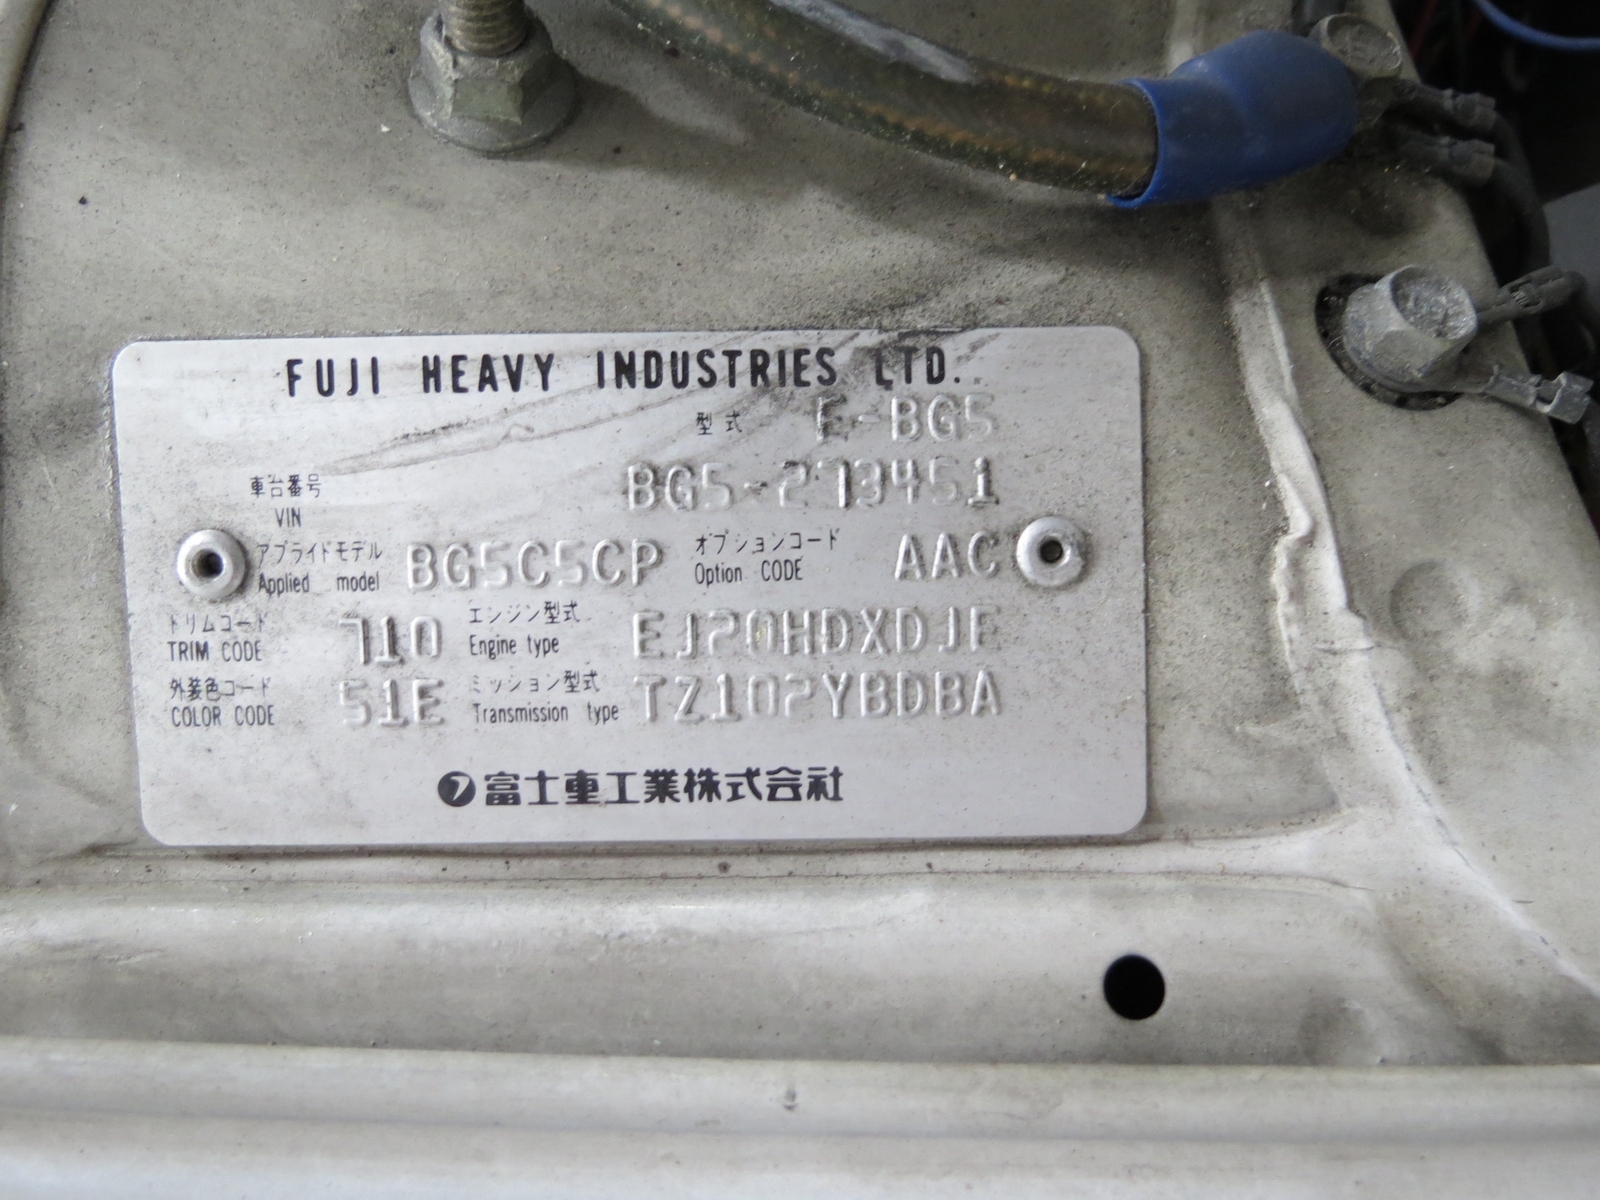 FUJI HEAVY INDUSTRIES LTD.
型式 E-BG5
車台番号 BG5-273451
VIN
アプライドモデル BG5C5CP オプションコード AAC
Applied model Option CODE
トリムコード 710 エンジン型式 EJ20HDXDJF
TRIM CODE Engine type
外装色コード 51E ミッション型式 TZ102YBDBA
COLOR CODE Transmission type
富士重工業株式会社